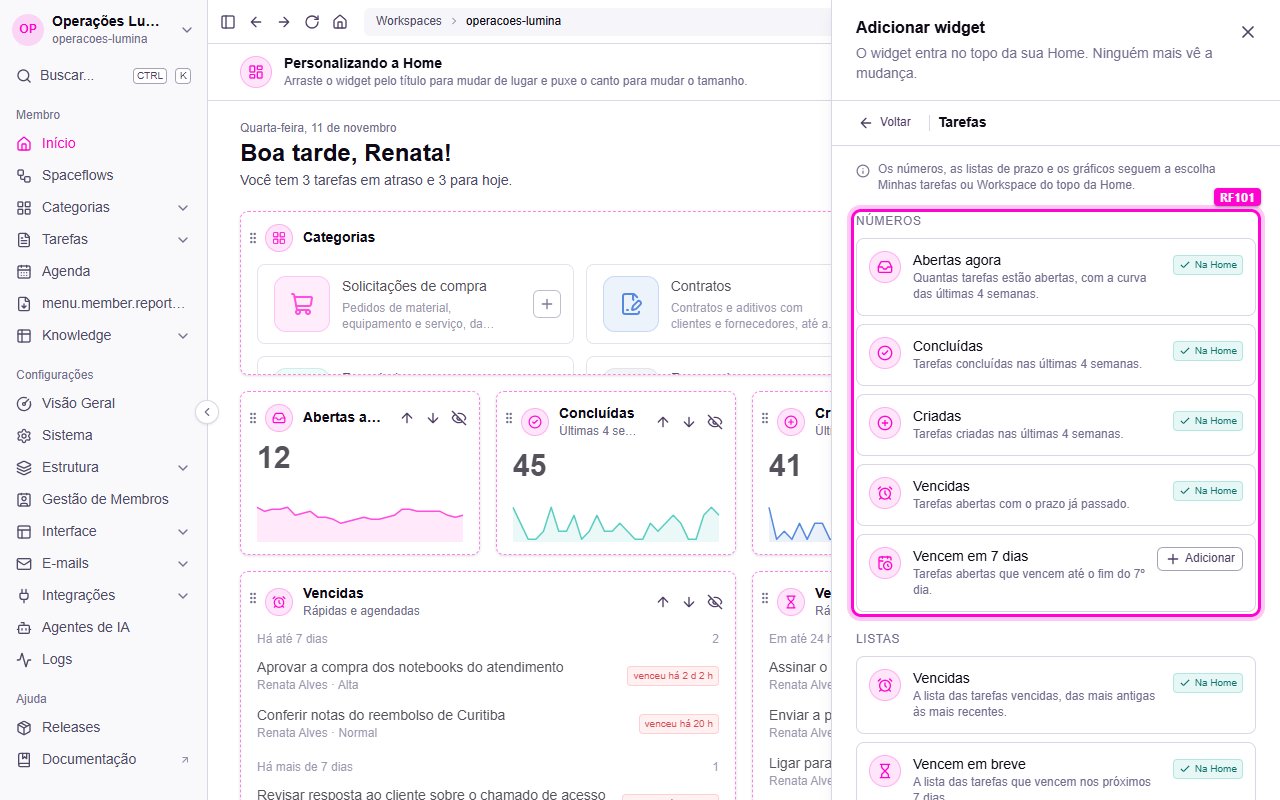 OP
Operações Lu...
operacoes-lumina
Buscar...
CTRL
K
Membro
Início
Spaceflows
Categorias
Tarefas
Agenda
menu.member.report...
Knowledge
Configurações
Visão Geral
Sistema
Estrutura
Gestão de Membros
Interface
E-mails
Integrações
Agentes de IA
Logs
Ajuda
Releases
Documentação
Workspaces
operacoes-lumina
Personalizando a Home
Arraste o widget pelo título para mudar de lugar e puxe o canto para mudar o tamanho.
Quarta-feira, 11 de novembro
Boa tarde, Renata!
Você tem 3 tarefas em atraso e 3 para hoje.
Categorias
Solicitações de compra
Pedidos de material,
equipamento e serviço, da...
Contratos
Contratos e aditivos com
clientes e fornecedores, até a
Abertas a...
12
Concluídas
Últimas 4 se...
45
Cr
Últ
41
Vencidas
Rápidas e agendadas
Há até 7 dias
2
Aprovar a compra dos notebooks do atendimento
Renata Alves · Alta
venceu há 2 d 2 h
Conferir notas do reembolso de Curitiba
Renata Alves · Normal
venceu há 20 h
Há mais de 7 dias
1
Revisar resposta ao cliente sobre o chamado de acesso
Ve
Rá
Em até 24 h
Assinar o
Renata Alve
Enviar a p
Renata Alve
Ligar para
Renata Alve
Adicionar widget
O widget entra no topo da sua Home. Ninguém mais vê a
mudança.
Voltar
Tarefas
Os números, as listas de prazo e os gráficos seguem a escolha
Minhas tarefas ou Workspace do topo da Home.
RF101
NÚMEROS
Abertas agora
Quantas tarefas estão abertas, com a curva
das últimas 4 semanas.
Na Home
Concluídas
Tarefas concluídas nas últimas 4 semanas.
Na Home
Criadas
Tarefas criadas nas últimas 4 semanas.
Na Home
Vencidas
Tarefas abertas com o prazo já passado.
Na Home
Vencem em 7 dias
Tarefas abertas que vencem até o fim do 7º
dia.
Adicionar
LISTAS
Vencidas
A lista das tarefas vencidas, das mais antigas
às mais recentes.
Na Home
Vencem em breve
A lista das tarefas que vencem nos próximos
7 dias.
Na Home